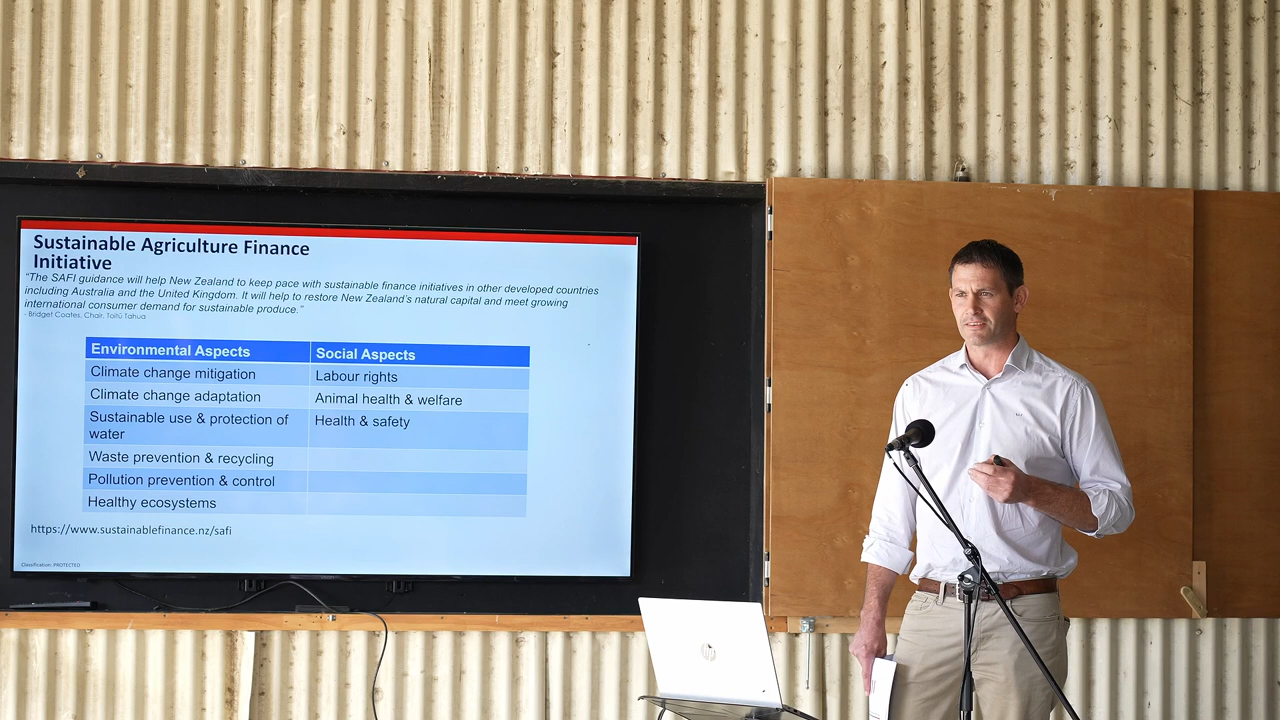 Sustainable Agriculture Finance
Initiative
“The SAFI guidance will help New Zealand to keep pace with sustainable finance initiatives in other developed countries
including Australia and the United Kingdom. It will help to restore New Zealand’s natural capital and meet growing
international consumer demand for sustainable produce.”
- Bridget Coates, Chair, Toitū Tahua
Environmental Aspects Social Aspects
Climate change mitigation Labour rights
Climate change adaptation Animal health & welfare
Sustainable use & protection of Health & safety
water
Waste prevention & recycling
Pollution prevention & control
Healthy ecosystems
https://www.sustainablefinance.nz/safi
Classification: PROTECTED
hp